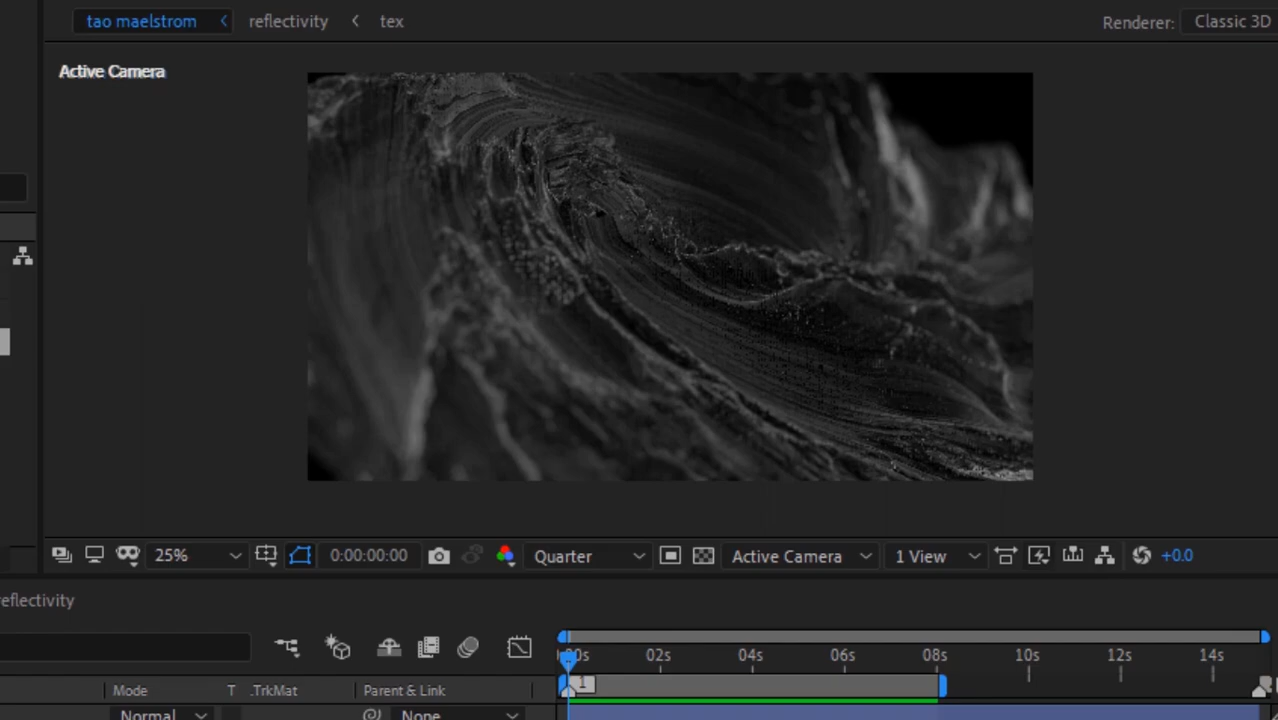 tao maelstrom reflectivity tex
Renderer: Classic 3D
Active Camera
25% 0:00:00:00 Quarter Active Camera 1 View +0.0
eflectivity
00s 02s 04s 06s 08s 10s 12s 14s
1
Mode T .TrkMat Parent & Link
Normal None